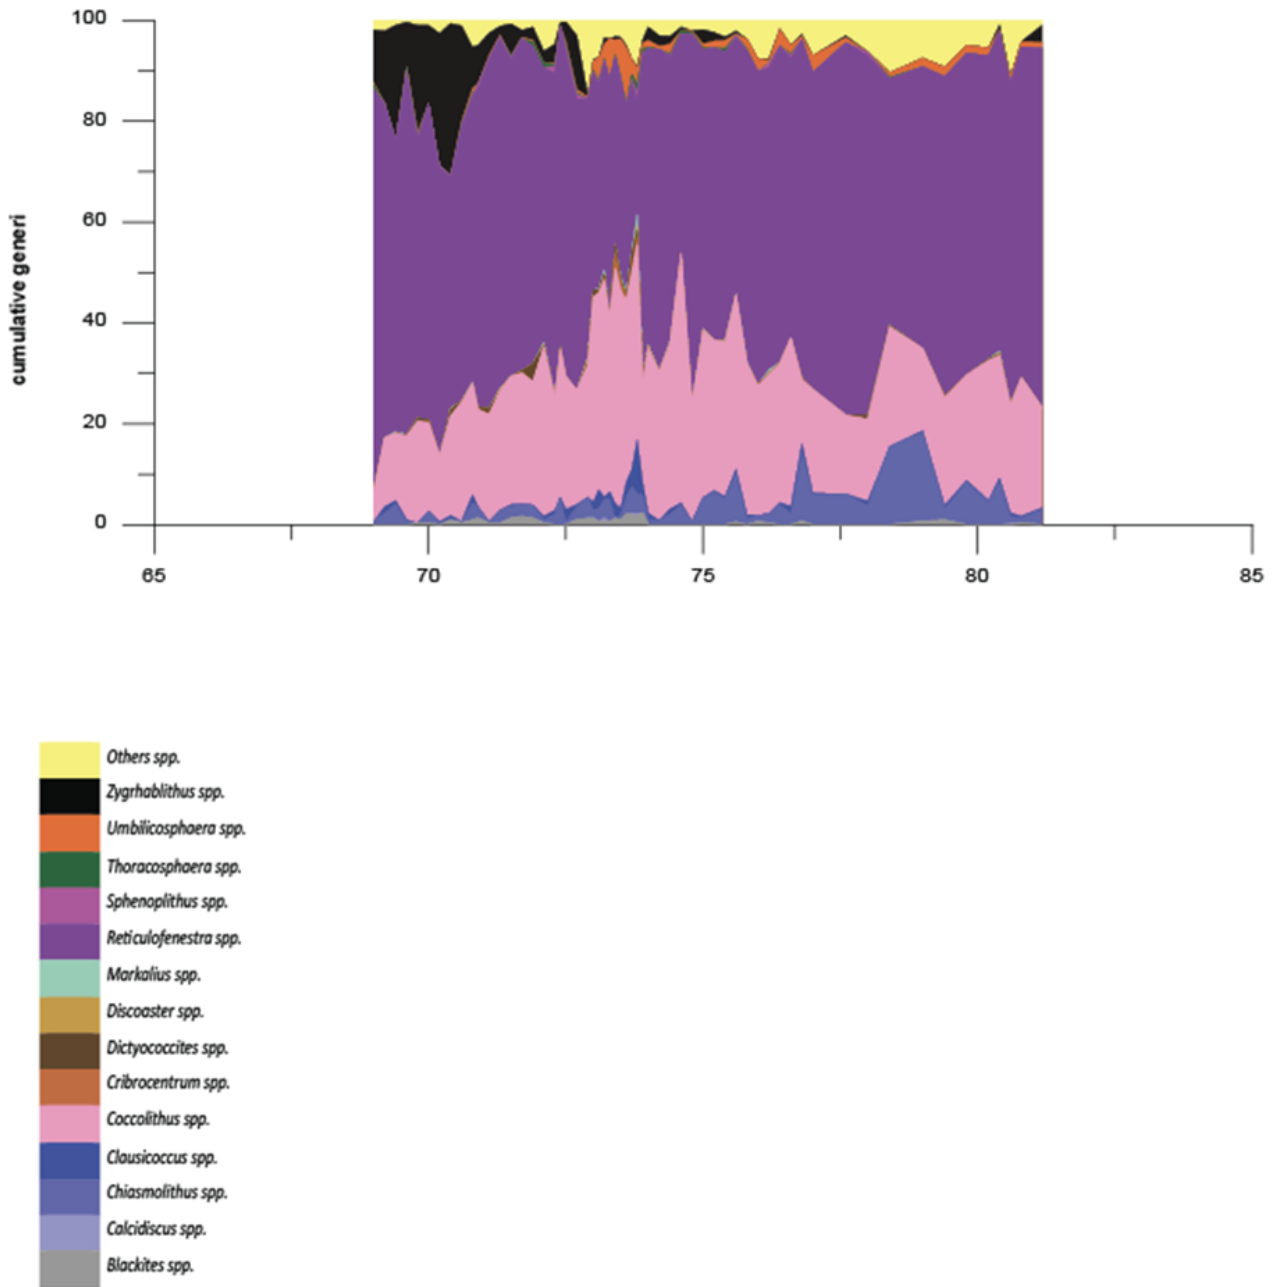 100
80
60
40
20
0
cumulative generi
65 70 75 80 85
Others spp.
Zygrhablithus spp.
Umbilicosphaera spp.
Thoracosphaera spp.
Sphenoplithus spp.
Reticulofenestra spp.
Markalius spp.
Discoaster spp.
Dictyococcites spp.
Cribrocentrum spp.
Coccolithus spp.
Clausicoccus spp.
Chiasmolithus spp.
Calcidiscus spp.
Blackites spp.